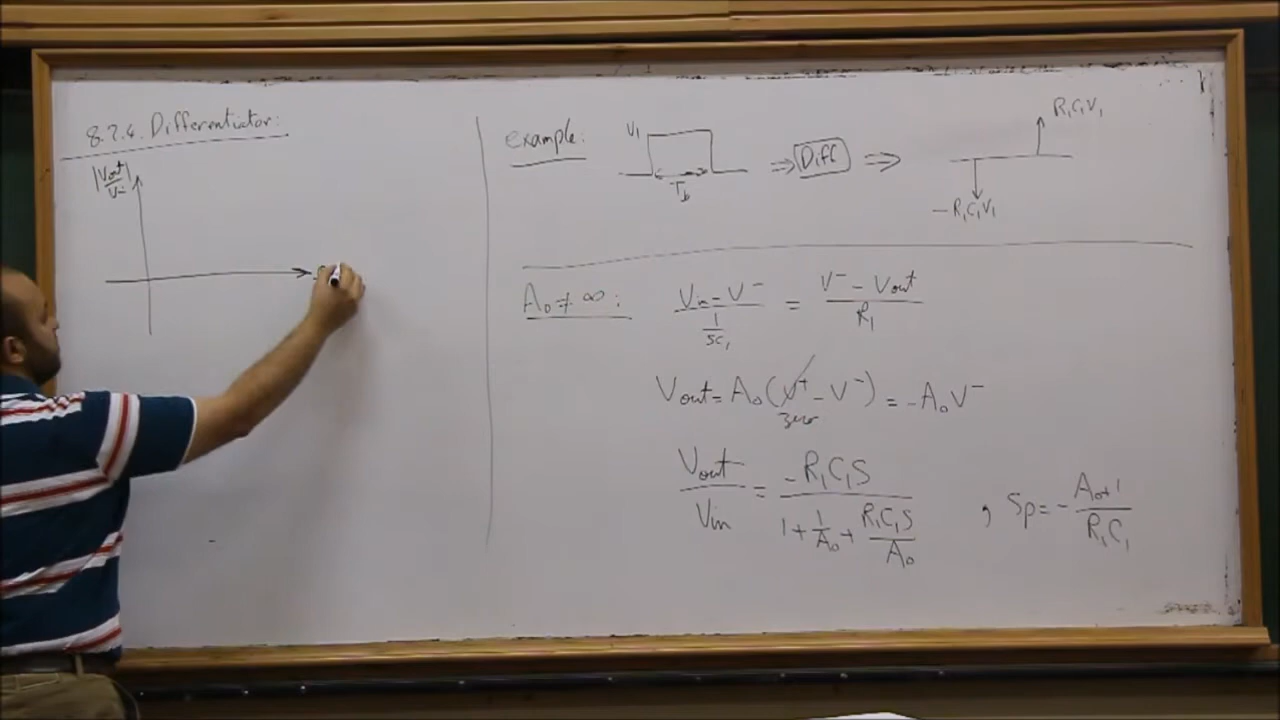 8.2.4. Differentiator:
|Vout/Vin|
example:
V1
Tb
⇒ Diff ⇒
R1C1V1
-R1C1V1
A0 ≠ ∞ :
(Vin - V-)/(1/SC1) = (V- - Vout)/R1
Vout = A0(V+ - V-) = -A0V-
zero
Vout/Vin = -R1C1S/(1 + 1/A0 + R1C1S/A0) , Sp = -(A0+1)/(R1C1)